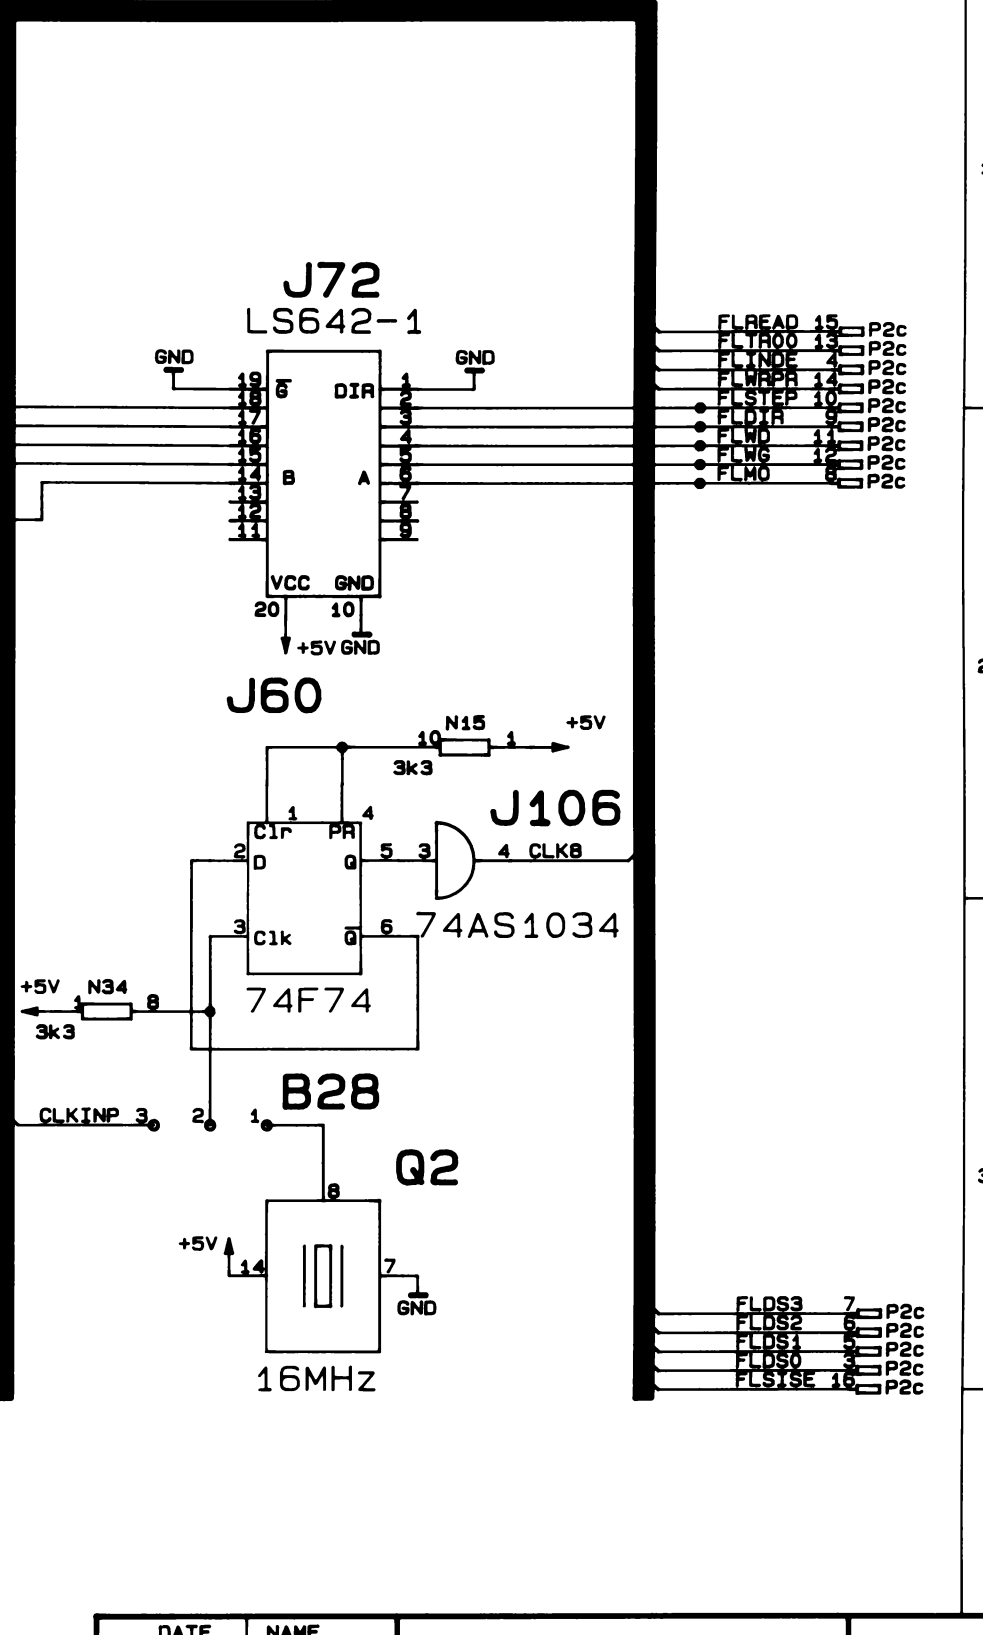 1
J72
LS642-1
GND
GND
19 G DIR 1
18 2
17 3
16 4
15 5
14 B A 6
13 7
12 8
11 9
VCC GND
20 10
+5V GND
FLREAD 15 P2c
FLTR00 13 P2c
FLINDE 4 P2c
FLWRPR 14 P2c
FLSTEP 10 P2c
FLDIR 9 P2c
FLWD 11 P2c
FLWG 12 P2c
FLMO 8 P2c
2
J60
10 N15 1 +5V
3k3
J106
1 4
Clr PR
2 D Q 5 3 4 CLK8
3 Clk Q 6
74AS1034
74F74
+5V 1 N34 8
3k3
B28
CLKINP 3 2 1
Q2
8
+5V 14 7
GND
16MHz
3
FLDS3 7 P2c
FLDS2 6 P2c
FLDS1 5 P2c
FLDS0 3 P2c
FLSISE 16 P2c
DATE NAME